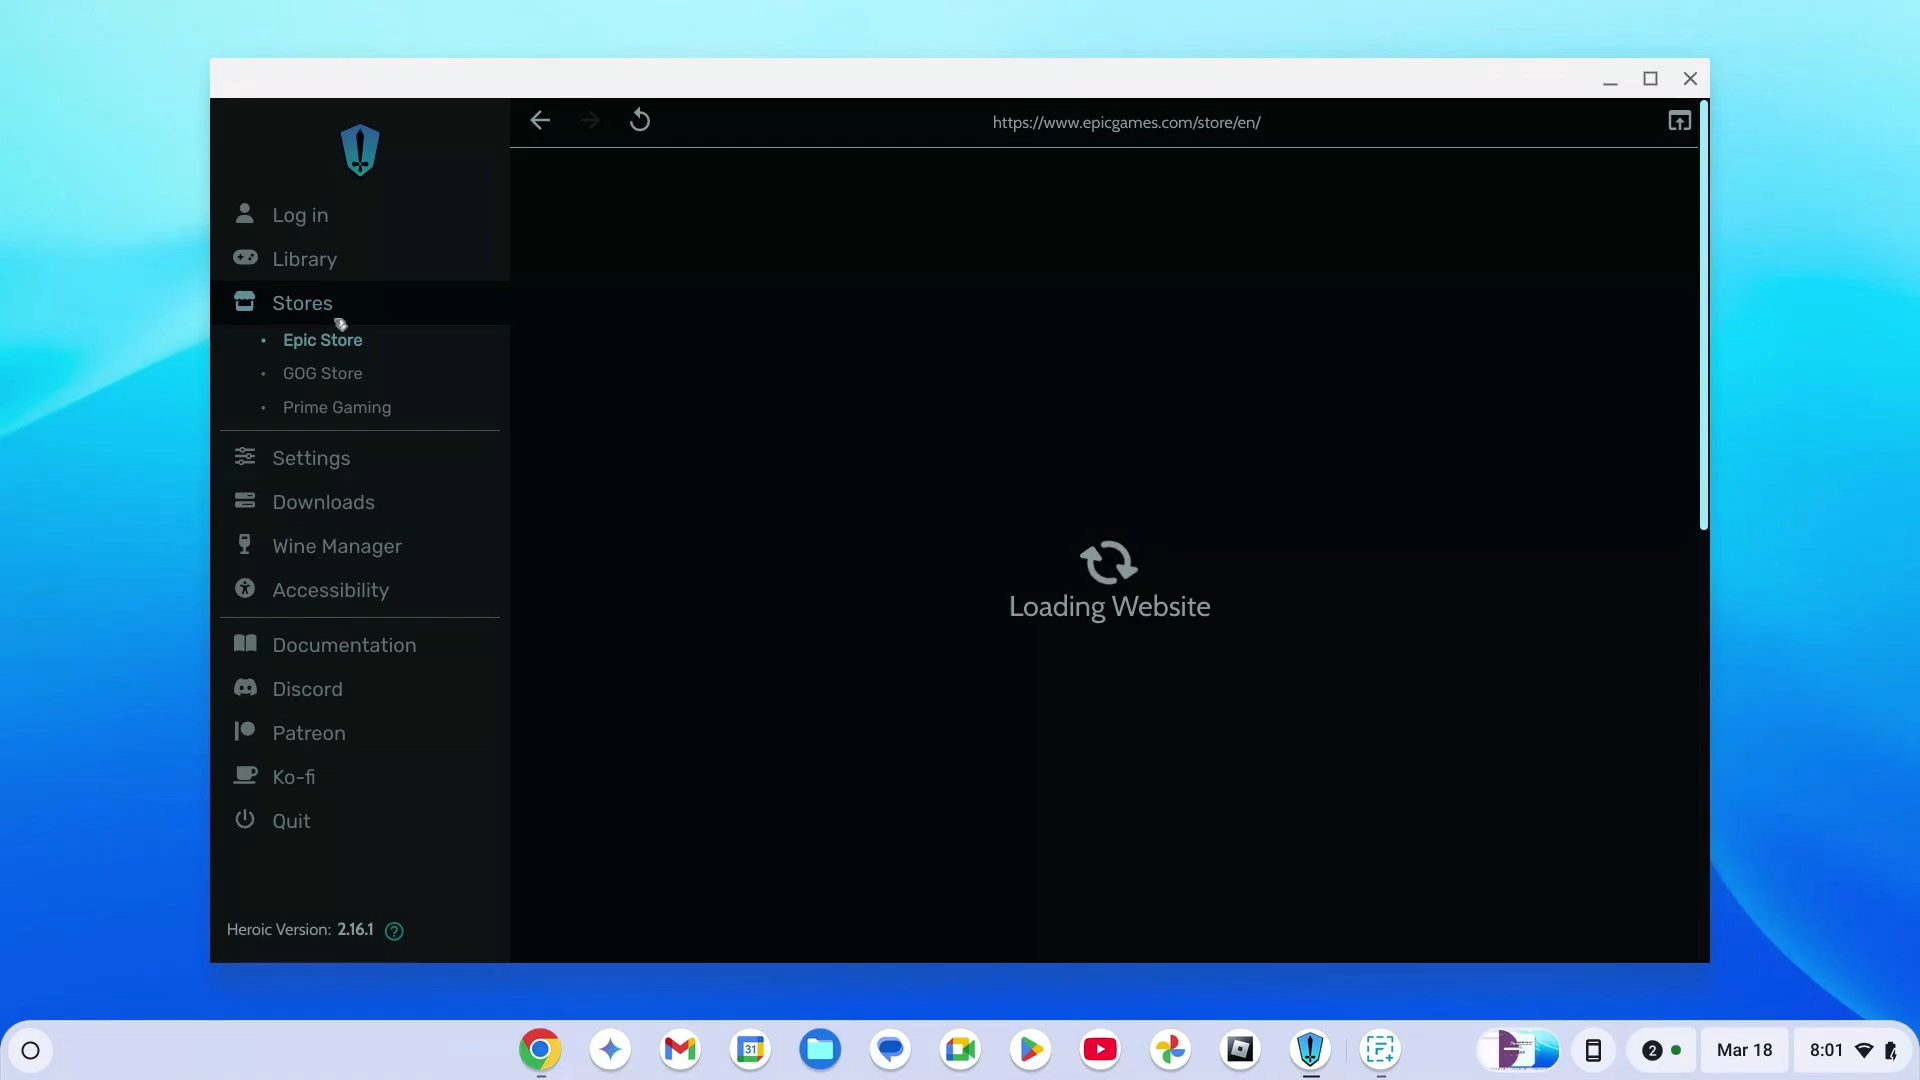 https://www.epicgames.com/store/en/
Log in
Library
Stores
Epic Store
GOG Store
Prime Gaming
Settings
Downloads
Wine Manager
Accessibility
Documentation
Discord
Patreon
Ko-fi
Quit
Heroic Version: 2.16.1
Loading Website
31
2
Mar 18
8:01